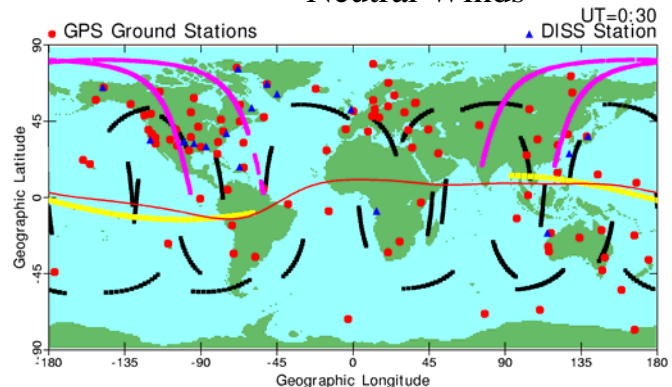 Neutral Winds
UT=0:30
GPS Ground Stations
DISS Station
90
45
0
-45
90
Geographic Latitude
-180
-135
-90
-45
0
45
90
135
180
Geographic Longitude